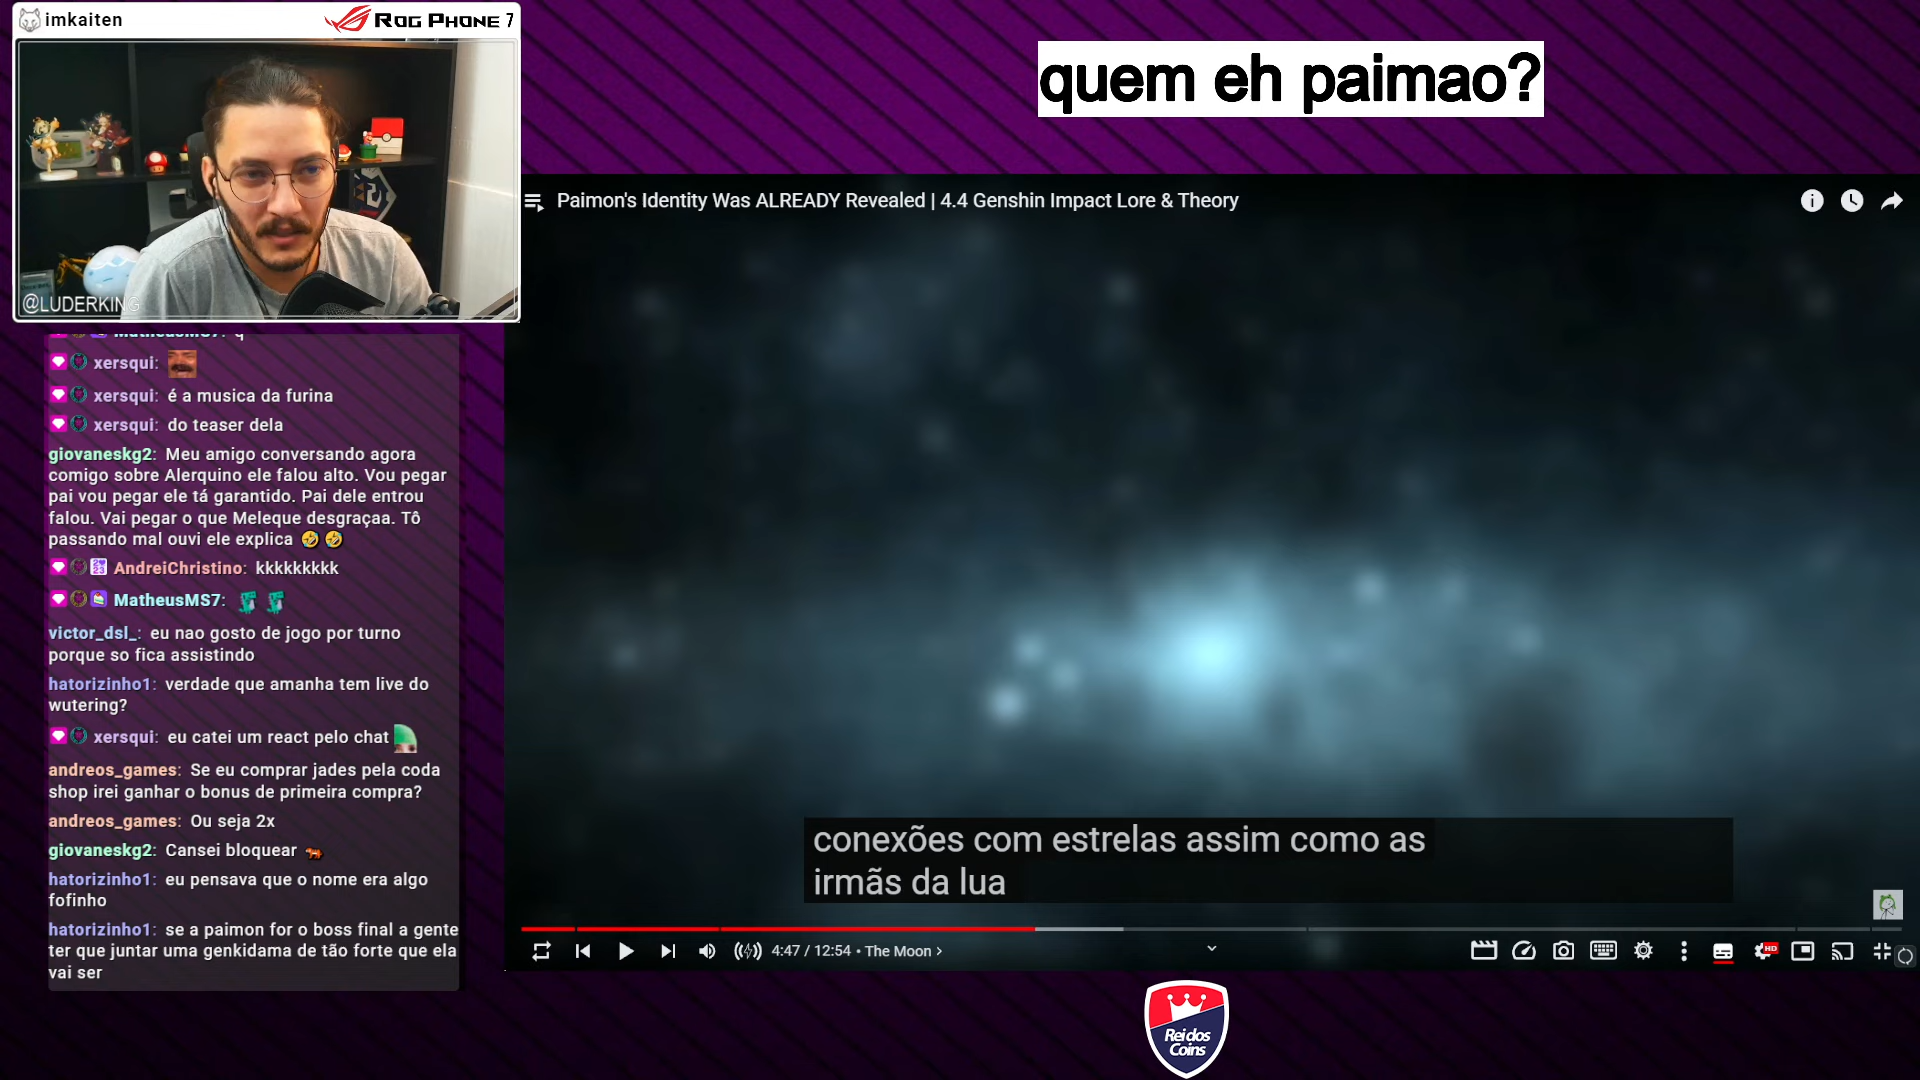 imkaiten
ROG PHONE 7
@LUDERKING
quem eh paimao?
MatheusMS7: q
xersqui:
xersqui: é a musica da furina
xersqui: do teaser dela
giovaneskg2: Meu amigo conversando agora
comigo sobre Alerquino ele falou alto. Vou pegar
pai vou pegar ele tá garantido. Pai dele entrou
falou. Vai pegar o que Meleque desgraçaa. Tô
passando mal ouvi ele explica 🤣 🤣
AndreiChristino: kkkkkkkkk
MatheusMS7:
victor_dsl_: eu nao gosto de jogo por turno
porque so fica assistindo
hatorizinho1: verdade que amanha tem live do
wutering?
xersqui: eu catei um react pelo chat
andreos_games: Se eu comprar jades pela coda
shop irei ganhar o bonus de primeira compra?
andreos_games: Ou seja 2x
giovaneskg2: Cansei bloquear 🐅
hatorizinho1: eu pensava que o nome era algo
fofinho
hatorizinho1: se a paimon for o boss final a gente
ter que juntar uma genkidama de tão forte que ela
vai ser
Paimon's Identity Was ALREADY Revealed | 4.4 Genshin Impact Lore & Theory
conexões com estrelas assim como as
irmãs da lua
4:47 / 12:54 • The Moon
HD
Rei dos
Coins